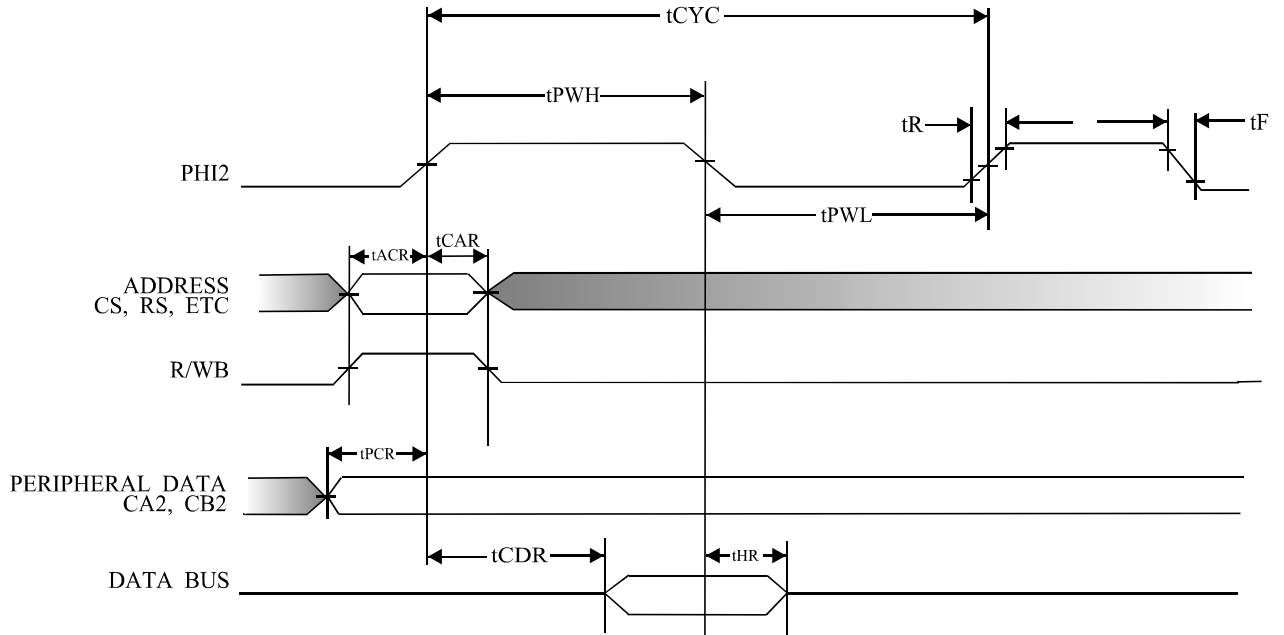 tCYC
tPWH
tR
tF
PHI2
tPWL
tACR
tCAR
ADDRESS
CS, RS, ETC
R/WB
tPCR
PERIPHERAL DATA
CA2, CB2
tCDR
tHR
DATA BUS